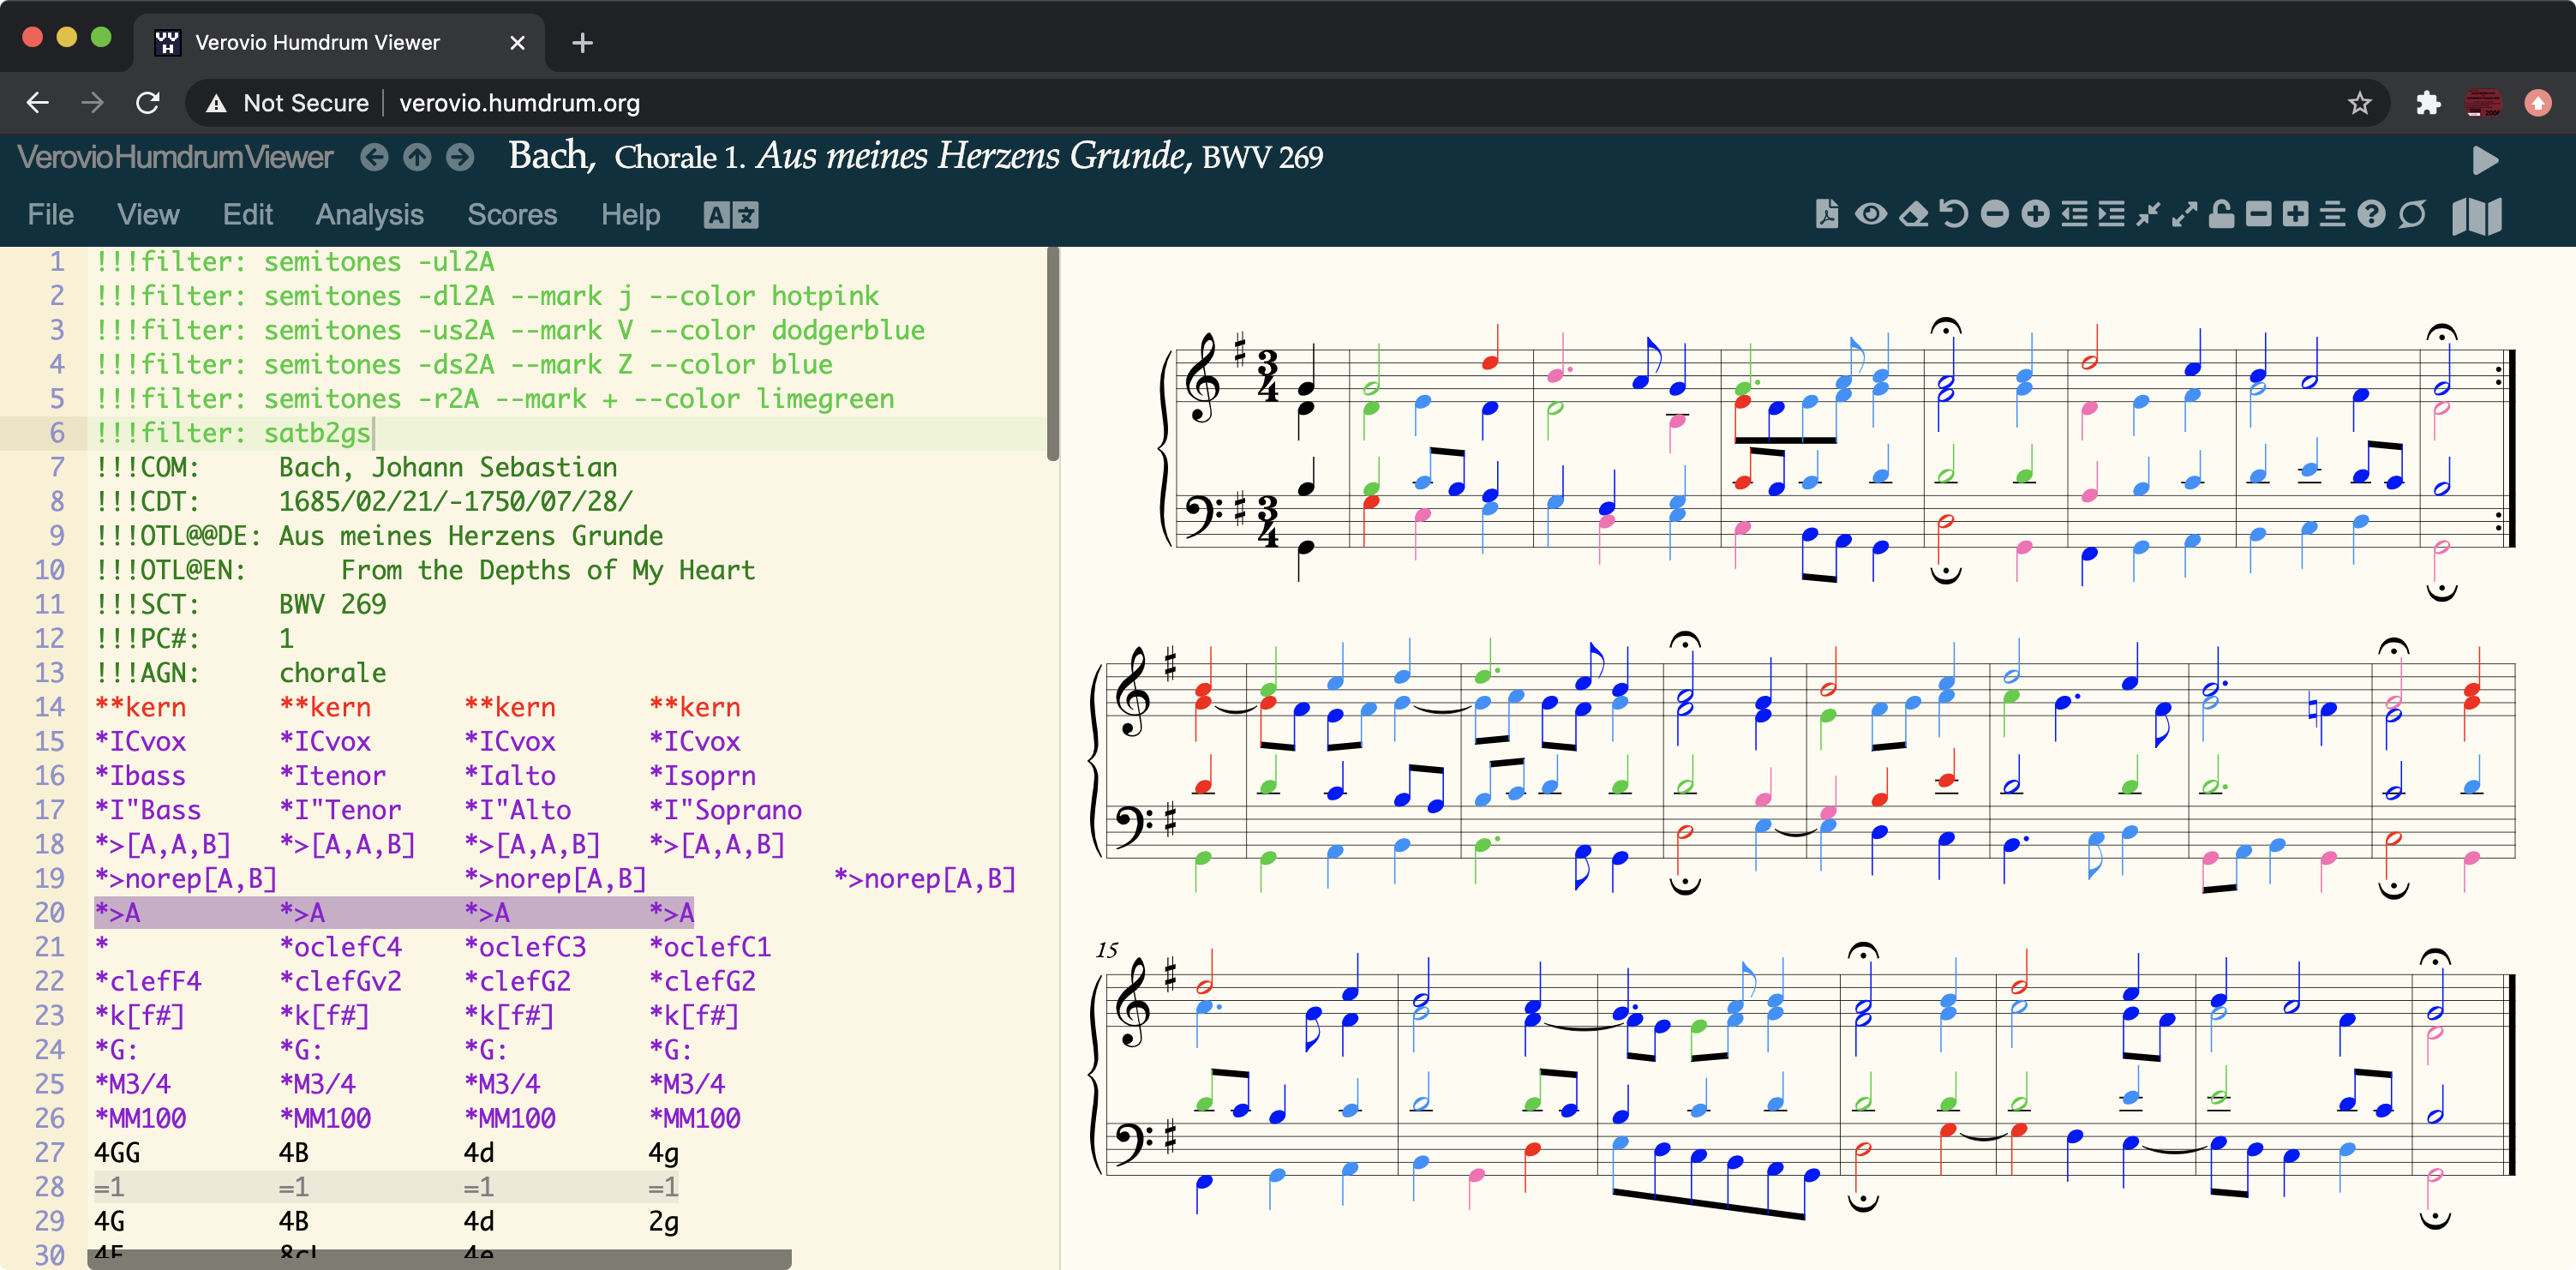 Verovio Humdrum Viewer
Not Secure verovio.humdrum.org
VerovioHumdrumViewer Bach, Chorale 1. Aus meines Herzens Grunde, BWV 269
File View Edit Analysis Scores Help A
1 !!!filter: semitones -ul2A
2 !!!filter: semitones -dl2A --mark j --color hotpink
3 !!!filter: semitones -us2A --mark V --color dodgerblue
4 !!!filter: semitones -ds2A --mark Z --color blue
5 !!!filter: semitones -r2A --mark + --color limegreen
6 !!!filter: satb2gs
7 !!!COM: Bach, Johann Sebastian
8 !!!CDT: 1685/02/21/-1750/07/28/
9 !!!OTL@@DE: Aus meines Herzens Grunde
10 !!!OTL@EN: From the Depths of My Heart
11 !!!SCT: BWV 269
12 !!!PC#: 1
13 !!!AGN: chorale
14 **kern **kern **kern **kern
15 *ICvox *ICvox *ICvox *ICvox
16 *Ibass *Itenor *Ialto *Isoprn
17 *I"Bass *I"Tenor *I"Alto *I"Soprano
18 *>[A,A,B] *>[A,A,B] *>[A,A,B] *>[A,A,B]
19 *>norep[A,B] *>norep[A,B] *>norep[A,B]
20 *>A *>A *>A *>A
21 * *oclefC4 *oclefC3 *oclefC1
22 *clefF4 *clefGv2 *clefG2 *clefG2
23 *k[f#] *k[f#] *k[f#] *k[f#]
24 *G: *G: *G: *G:
25 *M3/4 *M3/4 *M3/4 *M3/4
26 *MM100 *MM100 *MM100 *MM100
27 4GG 4B 4d 4g
28 =1 =1 =1 =1
29 4G 4B 4d 2g
30
3
4
3
4
15